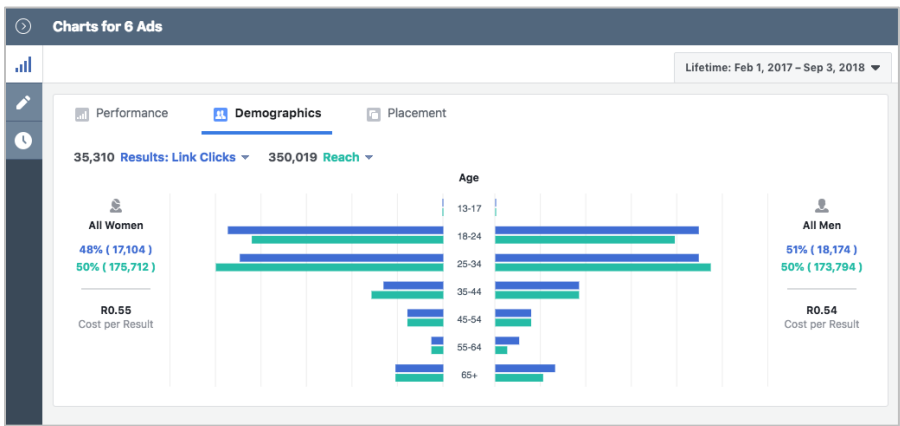 Charts for 6 Ads
Lifetime: Feb 1, 2017 – Sep 3, 2018
Performance
Demographics
Placement
35,310 Results: Link Clicks
350,019 Reach
Age
All Women
48% ( 17,104 )
50% ( 175,712 )
R0.55
Cost per Result
13-17
18-24
25-34
35-44
45-54
55-64
65+
All Men
51% ( 18,174 )
50% ( 173,794 )
R0.54
Cost per Result